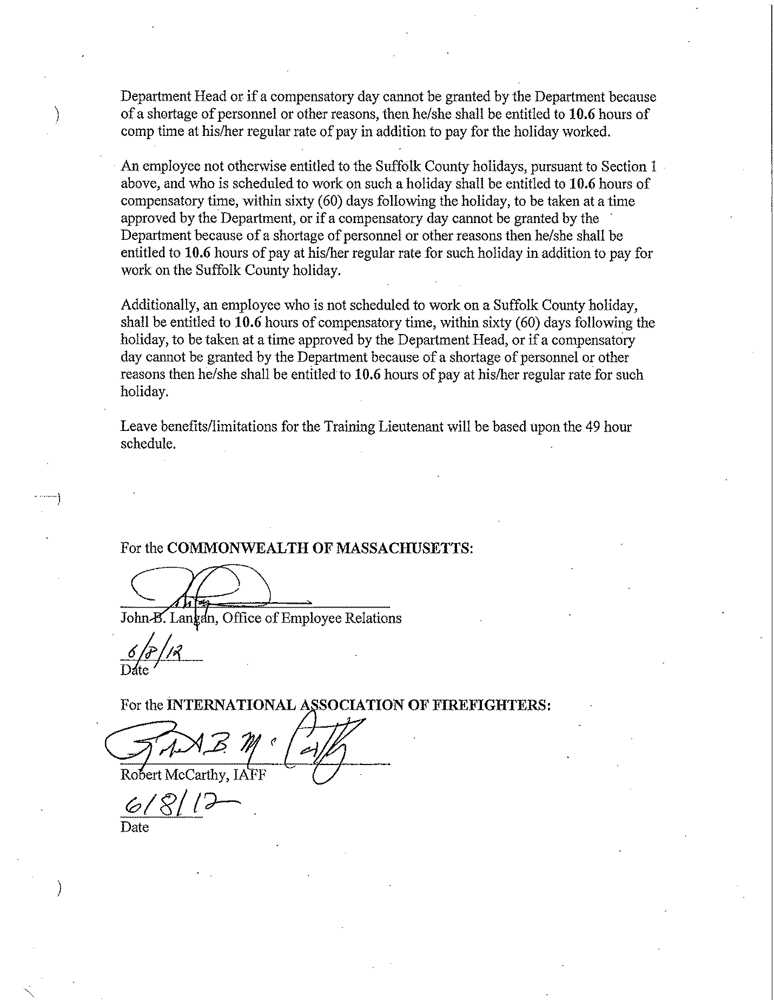 Department Head or if a compensatory day cannot be granted by the Department because
of a shortage of personnel or other reasons, then he/she shall be entitled to 10.6 hours of
comp time at his/her regular rate of pay in addition to pay for the holiday worked.
An employee not otherwise entitled to the Suffolk County holidays, pursuant to Section 1
above, and who is scheduled to work on such a holiday shall be entitled to 10.6 hours of
compensatory time, within sixty (60) days following the holiday, to be taken at a time
approved by the Department, or if a compensatory day cannot be granted by the
Department because of a shortage of personnel or other reasons then he/she shall be
entitled to 10.6 hours of pay at his/her regular rate for such holiday in addition to pay for
work on the Suffolk County holiday.
Additionally, an employee who is not scheduled to work on a Suffolk County holiday,
shall be entitled to 10.6 hours of compensatory time, within sixty (60) days following the
holiday, to be taken at a time approved by the Department Head, or if a compensatory
day cannot be granted by the Department because of a shortage of personnel or other
reasons then he/she shall be entitled to 10.6 hours of pay at his/her regular rate for such
holiday.
Leave benefits/limitations for the Training Lieutenant will be based upon the 49 hour
schedule.
For the COMMONWEALTH OF MASSACHUSETTS:
John B. Langan, Office of Employee Relations
6/8/12
Date
For the INTERNATIONAL ASSOCIATION OF FIREFIGHTERS:
Robert B. McCarthy
Robert McCarthy, IAFF
6/8/12
Date